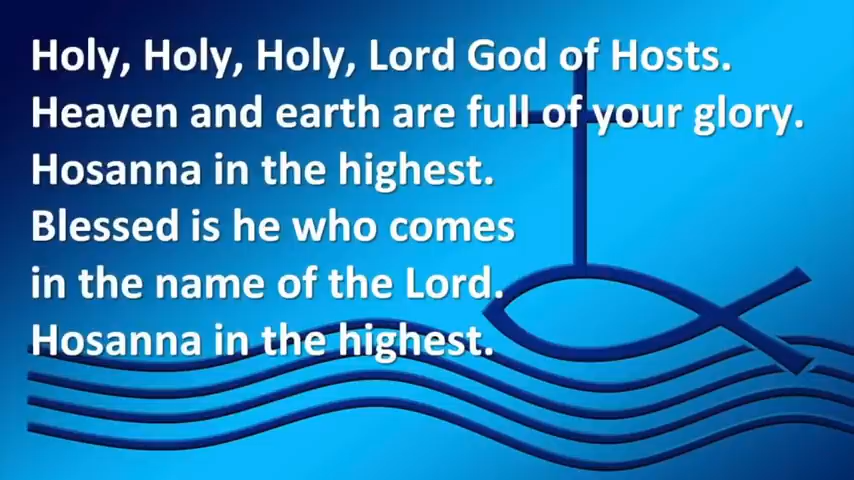 Holy, Holy, Holy, Lord God of Hosts.
Heaven and earth are full of your glory.
Hosanna in the highest.
Blessed is he who comes
in the name of the Lord.
Hosanna in the highest.